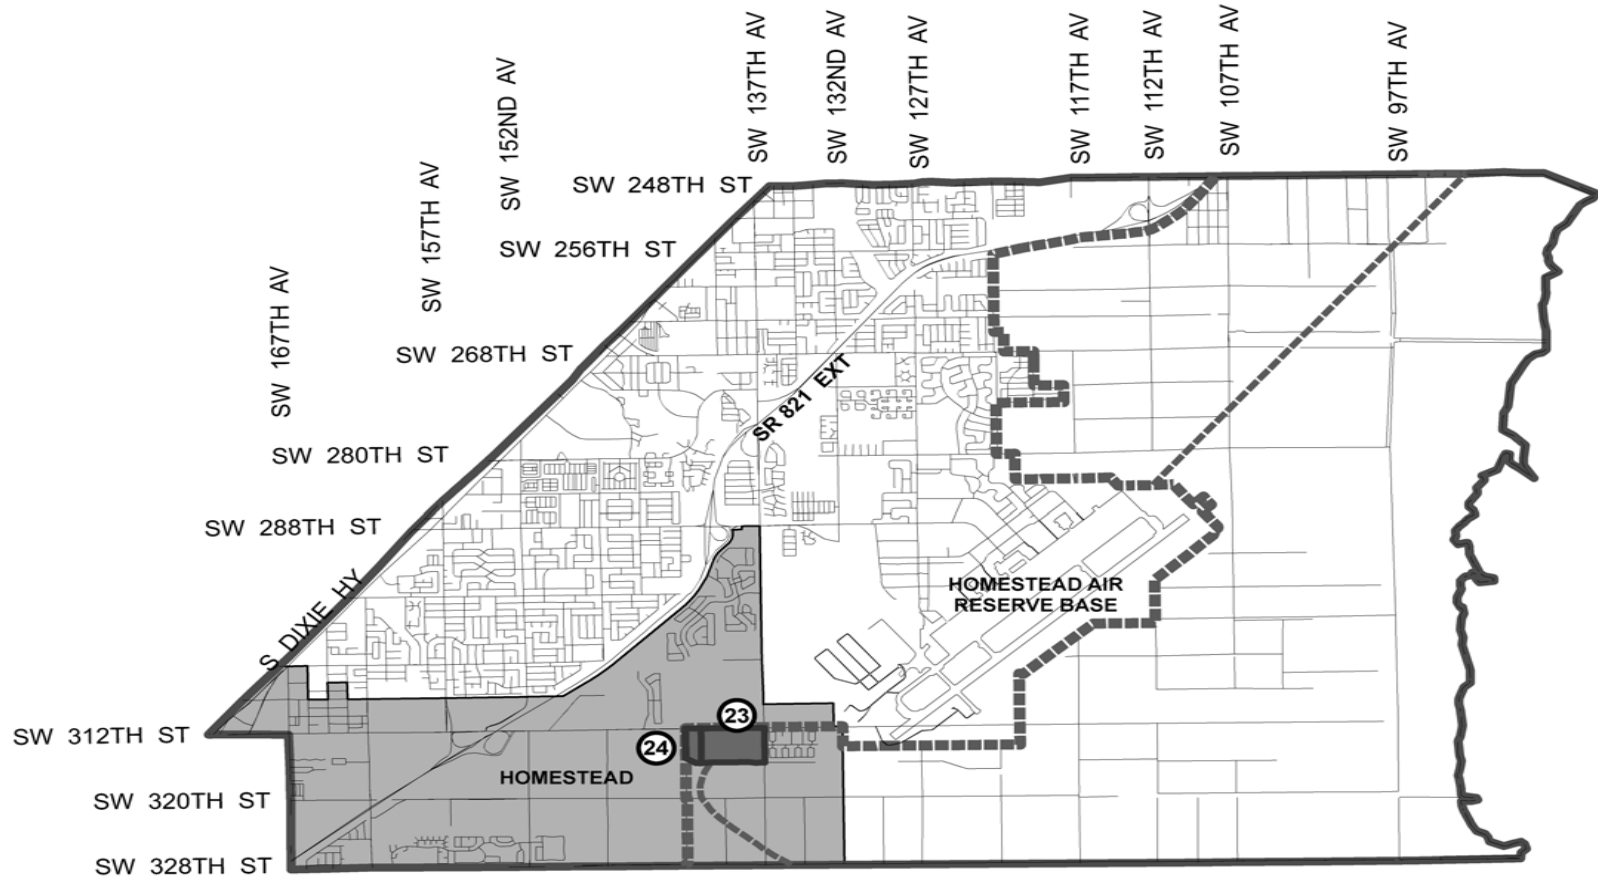 SW 167TH AV
SW 157TH AV
SW 152ND AV
SW 137TH AV
SW 132ND AV
SW 127TH AV
SW 117TH AV
SW 112TH AV
SW 107TH AV
SW 97TH AV
SW 248TH ST
SW 256TH ST
SW 268TH ST
SR 821 EXT
SW 280TH ST
SW 288TH ST
HOMESTEAD AIR
RESERVE BASE
S DIXIE HY
23
SW 312TH ST
24
HOMESTEAD
SW 320TH ST
SW 328TH ST